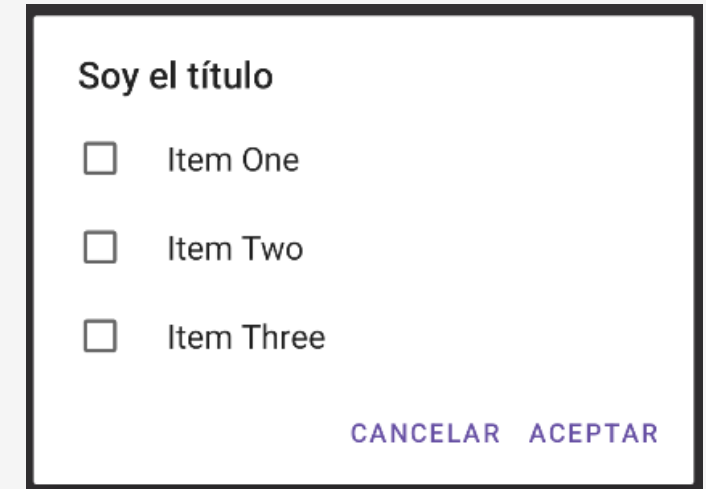 Soy el título
Item One
Item Two
Item Three
CANCELAR ACEPTAR